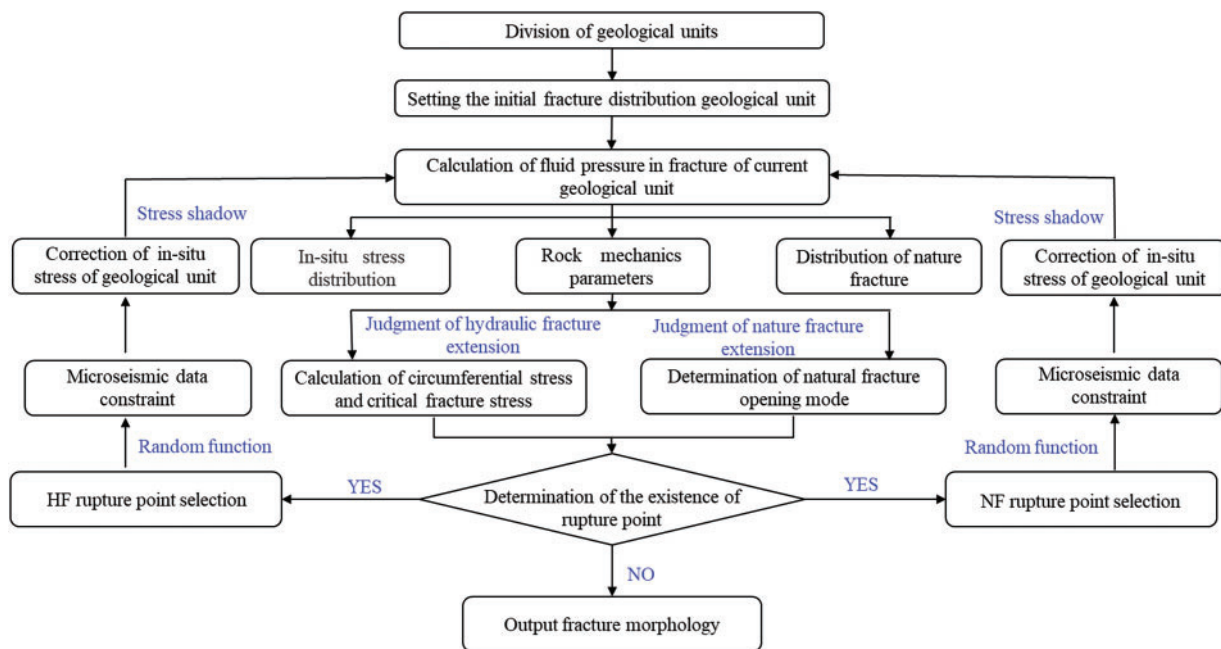 Division of geological units
Setting the initial fracture distribution geological unit
Calculation of fluid pressure in fracture of current
geological unit
Stress shadow
Stress shadow
Correction of in-situ
stress of geological unit
In-situ stress
distribution
Rock mechanics
parameters
Distribution of nature
fracture
Correction of in-situ
stress of geological unit
Judgment of hydraulic fracture
extension
Judgment of nature fracture
extension
Microseismic data
constraint
Calculation of circumferential stress
and critical fracture stress
Determination of natural fracture
opening mode
Microseismic data
constraint
Random function
Random function
HF rupture point selection
YES
Determination of the existence of
rupture point
YES
NF rupture point selection
NO
Output fracture morphology